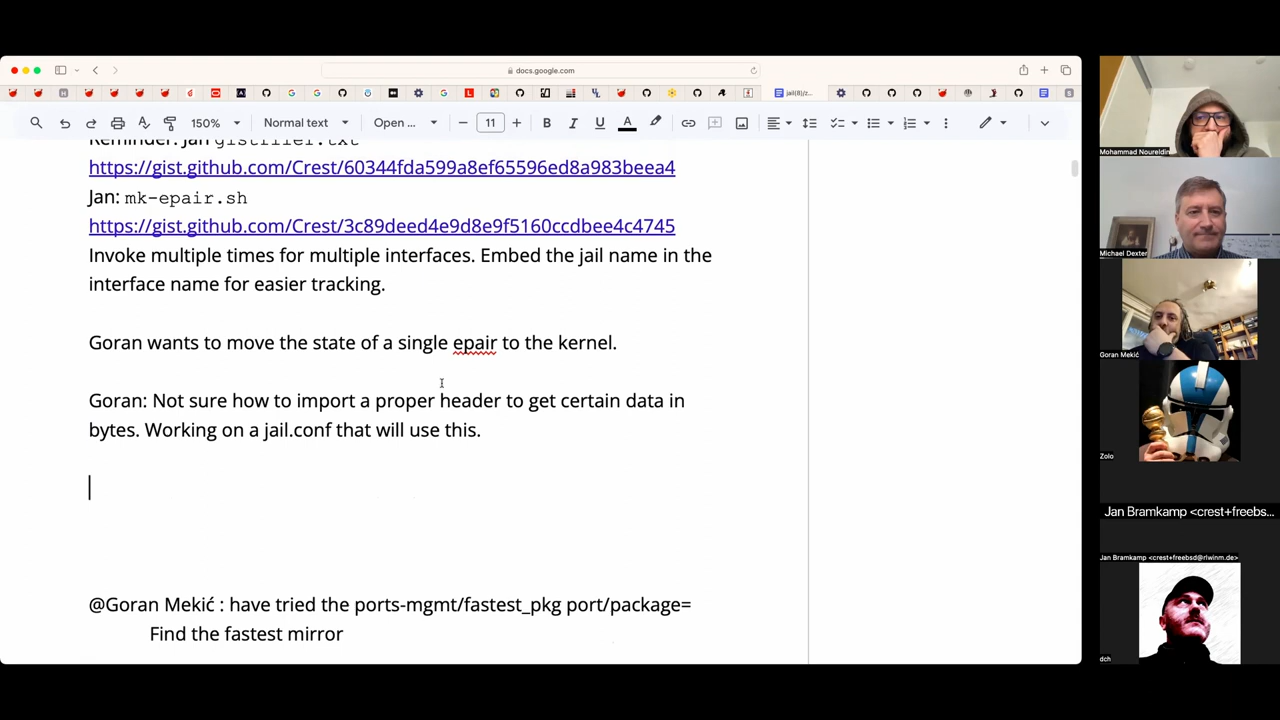 docs.google.com
jail(8)/z...
150%
Normal text
Open ...
11
https://gist.github.com/Crest/60344fda599a8ef65596ed8a983beea4
Jan: mk-epair.sh
https://gist.github.com/Crest/3c89deed4e9d8e9f5160ccdbee4c4745
Invoke multiple times for multiple interfaces. Embed the jail name in the
interface name for easier tracking.
Goran wants to move the state of a single epair to the kernel.
Goran: Not sure how to import a proper header to get certain data in
bytes. Working on a jail.conf that will use this.
@Goran Mekić : have tried the ports-mgmt/fastest_pkg port/package=
Find the fastest mirror
Mohammad Noureldin
Michael Dexter
Goran Mekić
Zolo
Jan Bramkamp <crest+freebs...
Jan Bramkamp <crest+freebsd@rlwinm.de>
dch